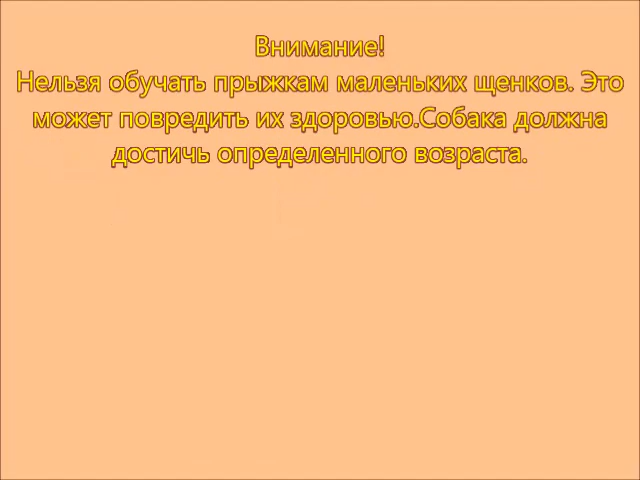 Внимание!
Нельзя обучать прыжкам маленьких щенков. Это
может повредить их здоровью.Собака должна
достичь определенного возраста.